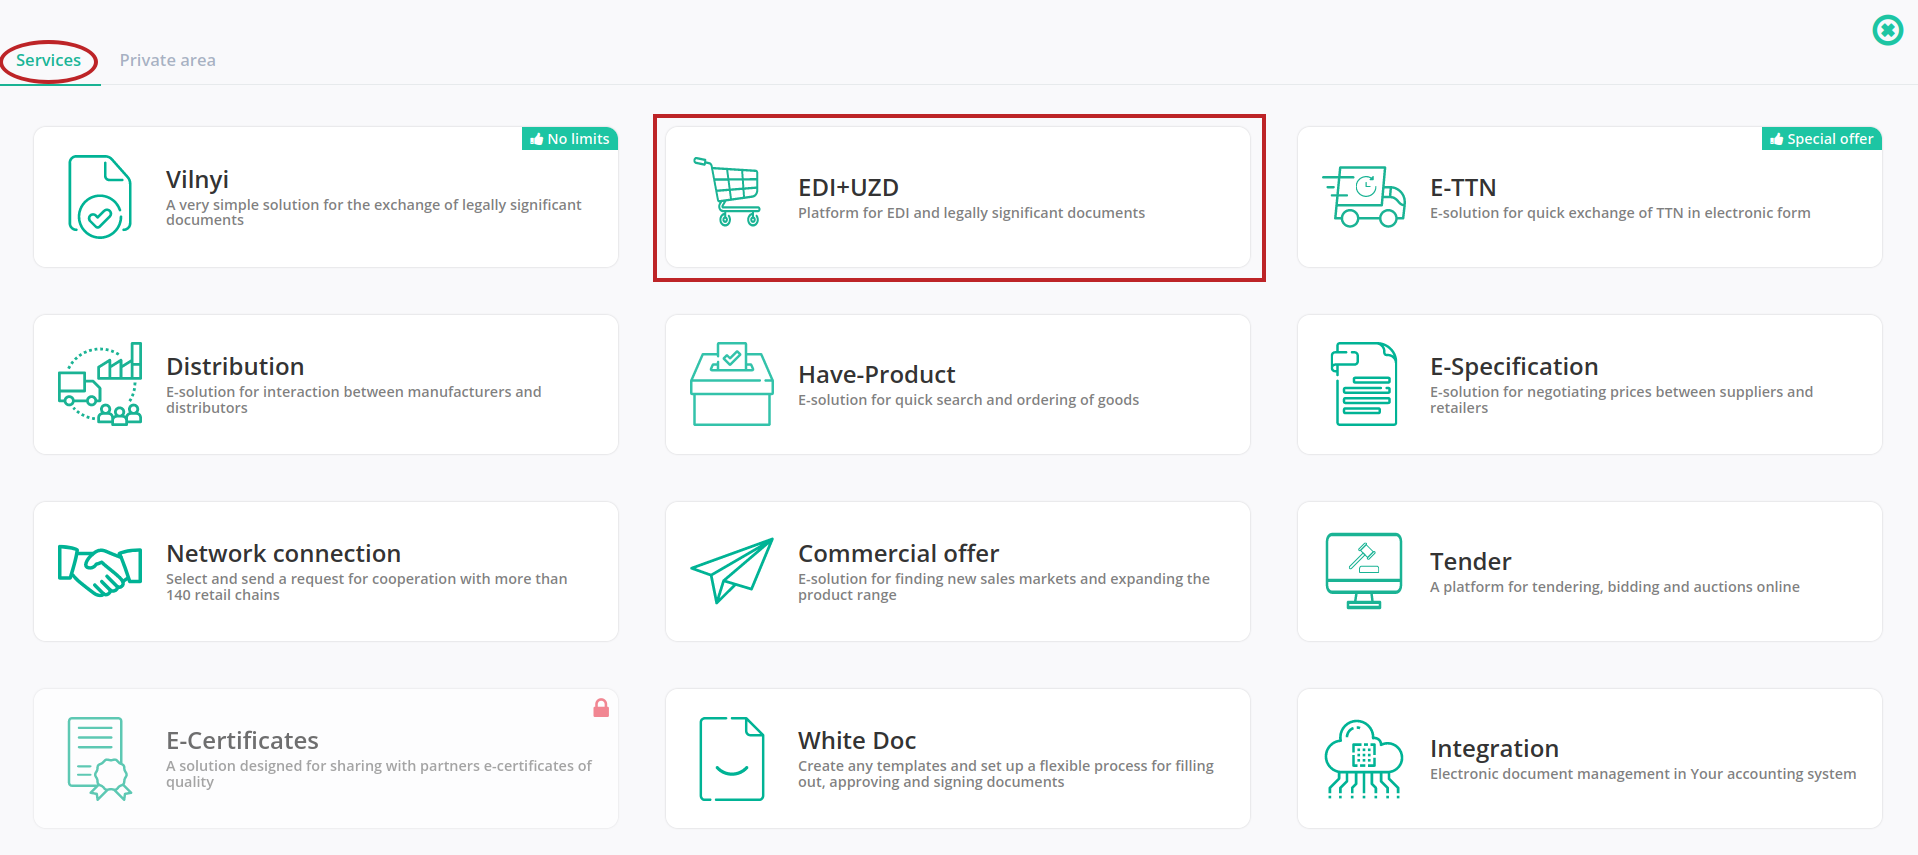 Services
Private area
No limits
Vilnyi
A very simple solution for the exchange of legally significant
documents
EDI+UZD
Platform for EDI and legally significant documents
Special offer
E-TTN
E-solution for quick exchange of TTN in electronic form
Distribution
E-solution for interaction between manufacturers and
distributors
Have-Product
E-solution for quick search and ordering of goods
E-Specification
E-solution for negotiating prices between suppliers and
retailers
Network connection
Select and send a request for cooperation with more than
140 retail chains
Commercial offer
E-solution for finding new sales markets and expanding the
product range
Tender
A platform for tendering, bidding and auctions online
E-Certificates
A solution designed for sharing with partners e-certificates of
quality
White Doc
Create any templates and set up a flexible process for filling
out, approving and signing documents
Integration
Electronic document management in Your accounting system